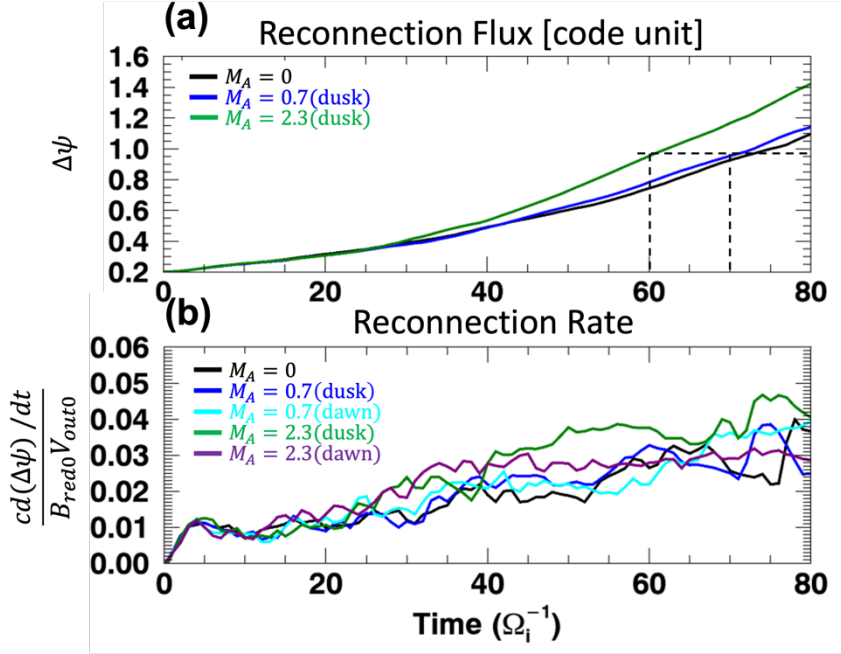 (a)
Reconnection Flux [code unit]
1.6
1.4
1.2
1.0
0.8
0.6
0.4
0.2
Δψ
M_A = 0
M_A = 0.7(dusk)
M_A = 2.3(dusk)
0 20 40 60 80
(b)
Reconnection Rate
0.06
0.05
0.04
0.03
0.02
0.01
0.00
cd(Δψ)/dt
B_red0V_out0
M_A = 0
M_A = 0.7(dusk)
M_A = 0.7(dawn)
M_A = 2.3(dusk)
M_A = 2.3(dawn)
0 20 40 60 80
Time (Ω_i^-1)